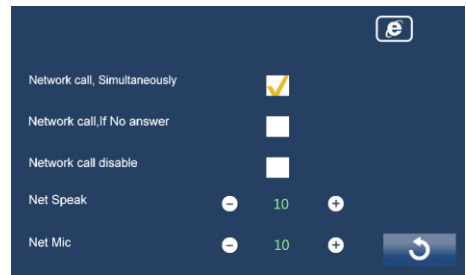 Network call, Simultaneously
Network call,If No answer
Network call disable
Net Speak 10
Net Mic 10